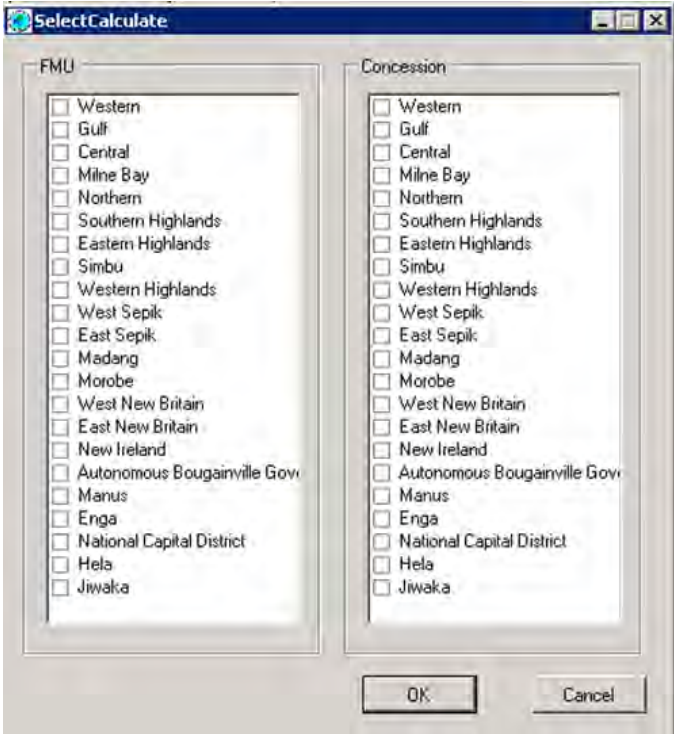 SelectCalculate
FMU
Western
Gulf
Central
Milne Bay
Northern
Southern Highlands
Eastern Highlands
Simbu
Western Highlands
West Sepik
East Sepik
Madang
Morobe
West New Britain
East New Britain
New Ireland
Autonomous Bougainville Gov
Manus
Enga
National Capital District
Hela
Jiwaka
Concession
Western
Gulf
Central
Milne Bay
Northern
Southern Highlands
Eastern Highlands
Simbu
Western Highlands
West Sepik
East Sepik
Madang
Morobe
West New Britain
East New Britain
New Ireland
Autonomous Bougainville Gov
Manus
Enga
National Capital District
Hela
Jiwaka
OK
Cancel